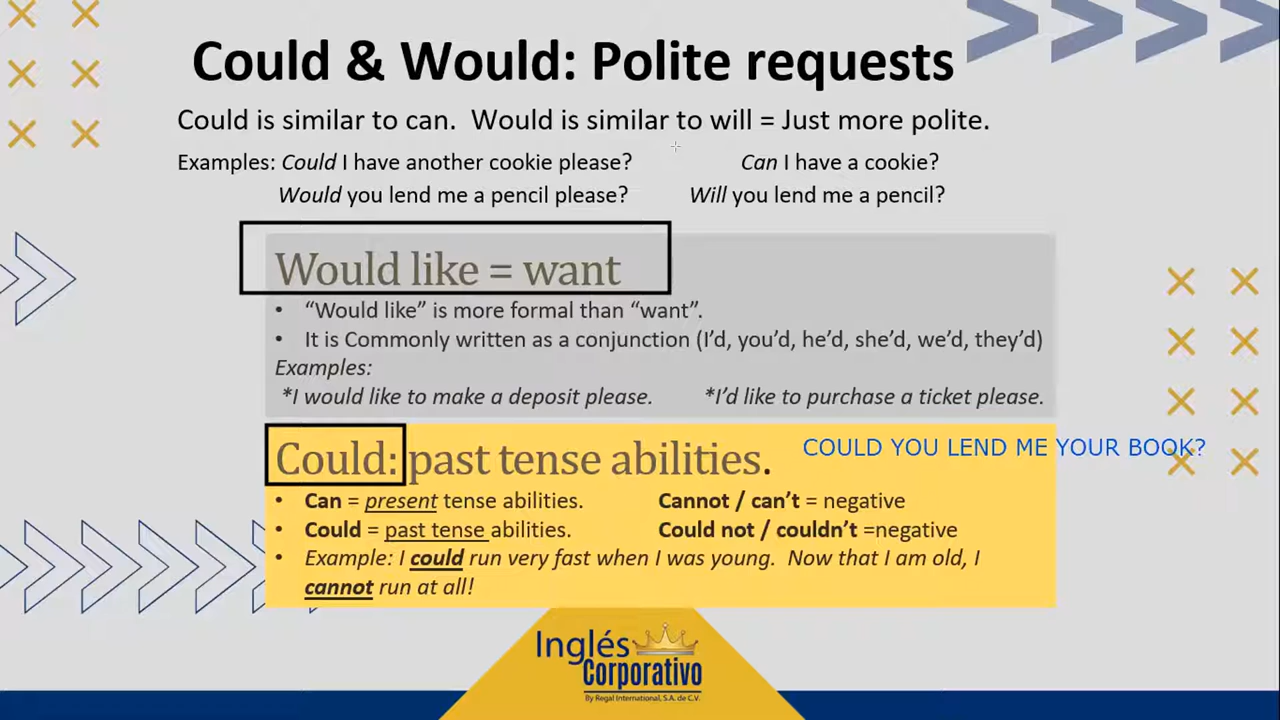 Could & Would: Polite requests
Could is similar to can.  Would is similar to will = Just more polite.
Examples: Could I have another cookie please? Can I have a cookie?
Would you lend me a pencil please? Will you lend me a pencil?
Would like = want
• “Would like” is more formal than “want”.
• It is Commonly written as a conjunction (I’d, you’d, he’d, she’d, we’d, they’d)
Examples:
*I would like to make a deposit please. *I’d like to purchase a ticket please.
Could: past tense abilities. COULD YOU LEND ME YOUR BOOK?
• Can = present tense abilities. Cannot / can’t = negative
• Could = past tense abilities. Could not / couldn’t =negative
• Example: I could run very fast when I was young.  Now that I am old, I
cannot run at all!
Inglés
Corporativo
By Regal International, S.A. de C.V.